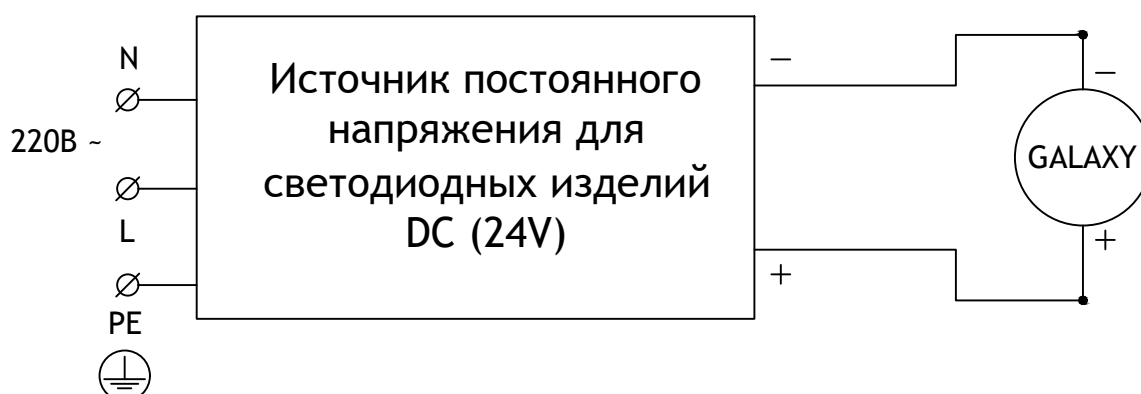 N
220В ~
L
PE
Источник постоянного
напряжения для
светодиодных изделий
DC (24V)
−
+
−
GALAXY
+